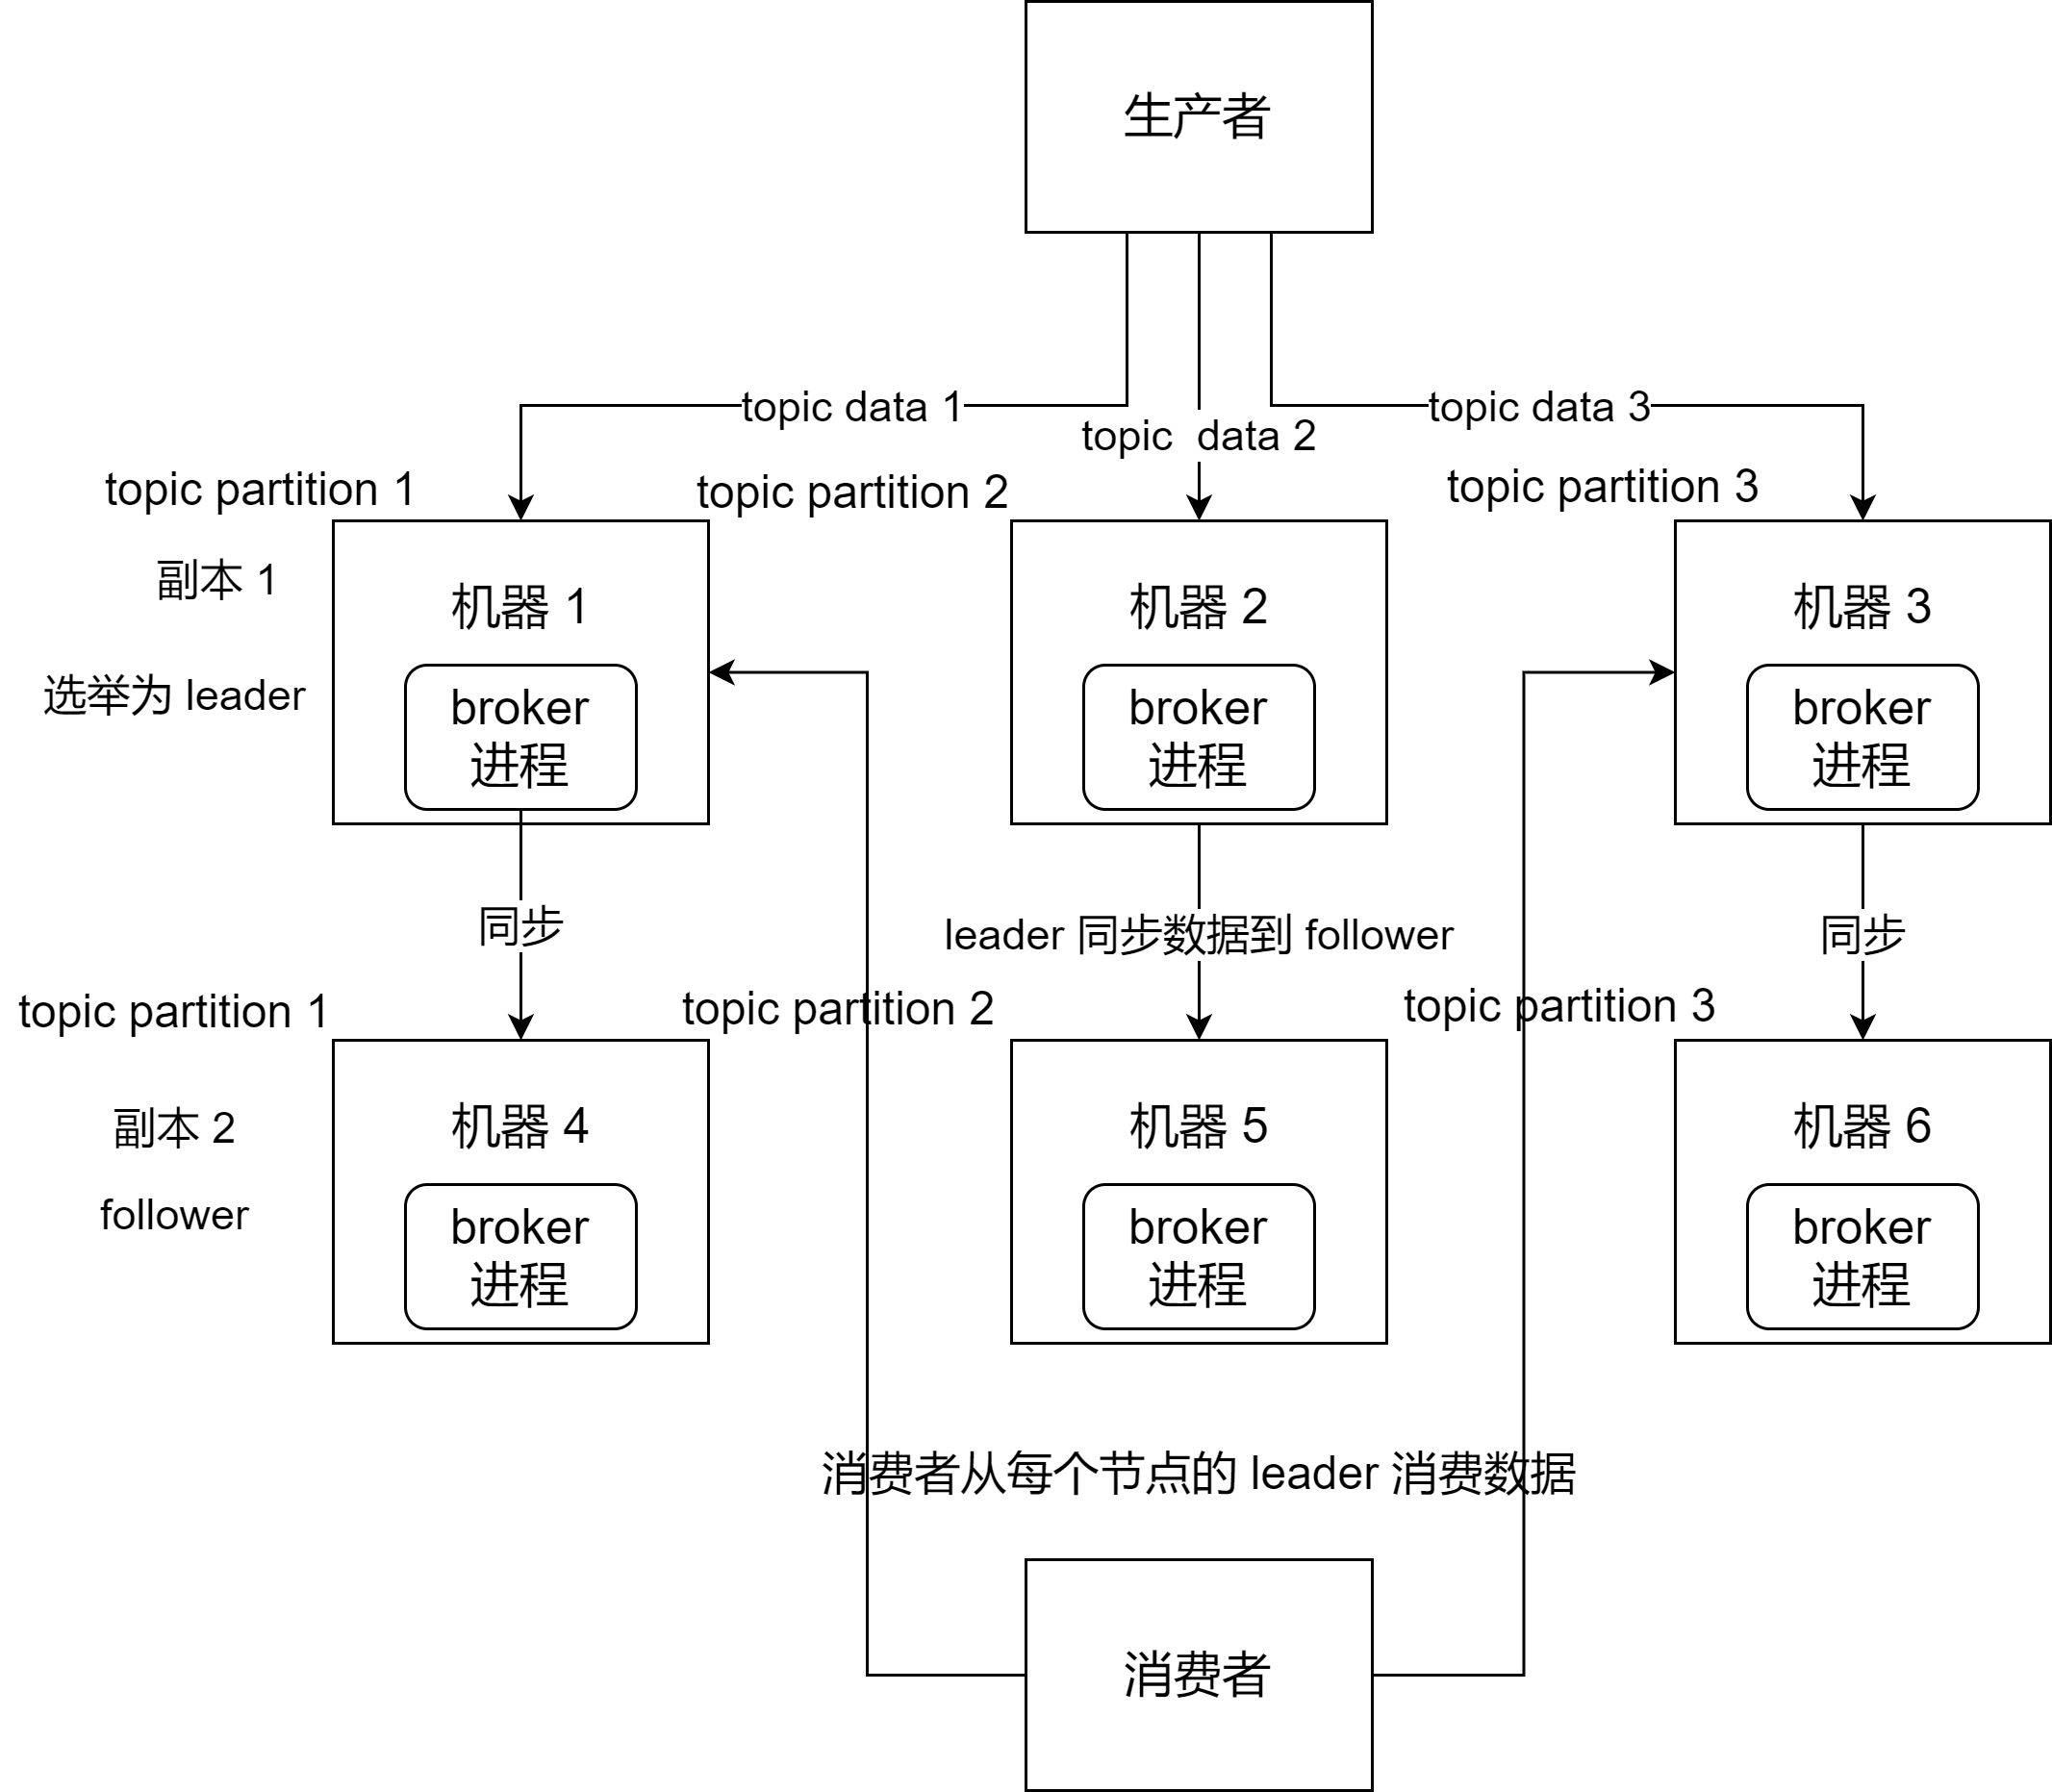 生产者
topic data 1
topic data 2
topic data 3
topic partition 1
topic partition 2
topic partition 3
副本 1
选举为 leader
机器 1
broker
进程
机器 2
broker
进程
机器 3
broker
进程
同步
leader 同步数据到 follower
同步
topic partition 1
topic partition 2
topic partition 3
副本 2
follower
机器 4
broker
进程
机器 5
broker
进程
机器 6
broker
进程
消费者从每个节点的 leader 消费数据
消费者